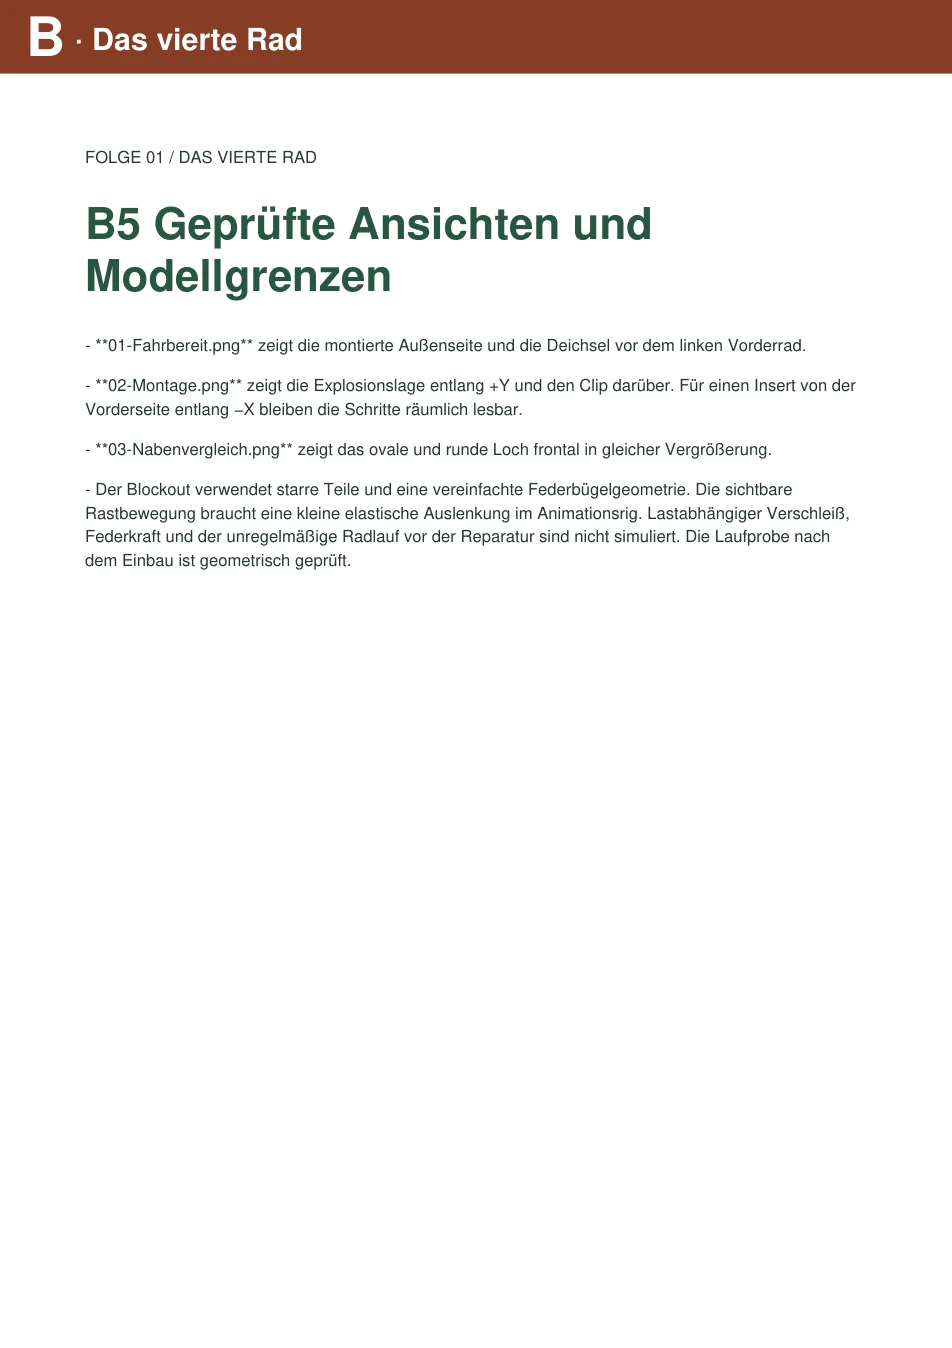 B · Das vierte Rad
FOLGE 01 / DAS VIERTE RAD
B5 Geprüfte Ansichten und
Modellgrenzen
- **01-Fahrbereit.png** zeigt die montierte Außenseite und die Deichsel vor dem linken Vorderrad.
- **02-Montage.png** zeigt die Explosionslage entlang +Y und den Clip darüber. Für einen Insert von der
Vorderseite entlang −X bleiben die Schritte räumlich lesbar.
- **03-Nabenvergleich.png** zeigt das ovale und runde Loch frontal in gleicher Vergrößerung.
- Der Blockout verwendet starre Teile und eine vereinfachte Federbügelgeometrie. Die sichtbare
Rastbewegung braucht eine kleine elastische Auslenkung im Animationsrig. Lastabhängiger Verschleiß,
Federkraft und der unregelmäßige Radlauf vor der Reparatur sind nicht simuliert. Die Laufprobe nach
dem Einbau ist geometrisch geprüft.